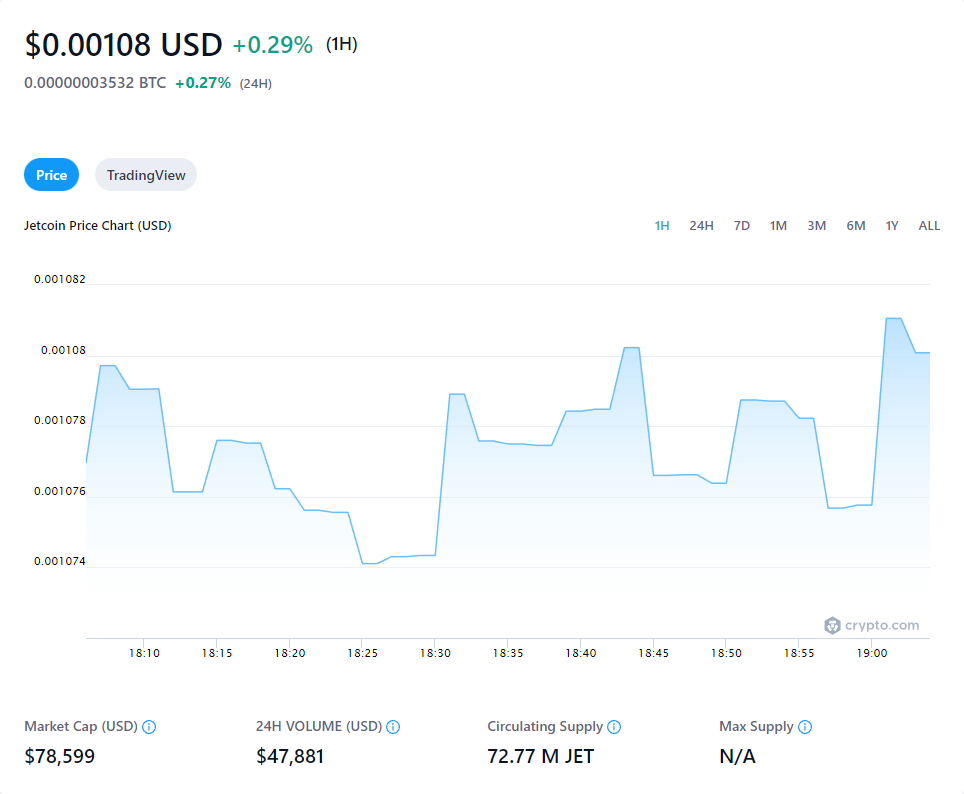 $0.00108 USD +0.29% (1H)
0.00000003532 BTC +0.27% (24H)
Price TradingView
Jetcoin Price Chart (USD) 1H 24H 7D 1M 3M 6M 1Y ALL
0.001082
0.00108
0.001078
0.001076
0.001074
crypto.com
18:10 18:15 18:20 18:25 18:30 18:35 18:40 18:45 18:50 18:55 19:00
Market Cap (USD) 24H VOLUME (USD) Circulating Supply Max Supply
$78,599 $47,881 72.77 M JET N/A